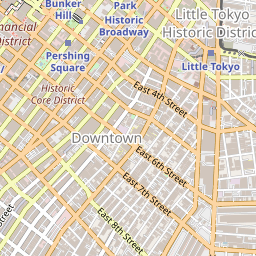 Bunker
Hill
Park
Historic
Broadway
Little Tokyo
Historic District
Financial
District
Pershing
Square
Little Tokyo
East 4th Street
Historic
Core District
Downtown
East 6th Street
East 7th Street
East 8th Street
Street